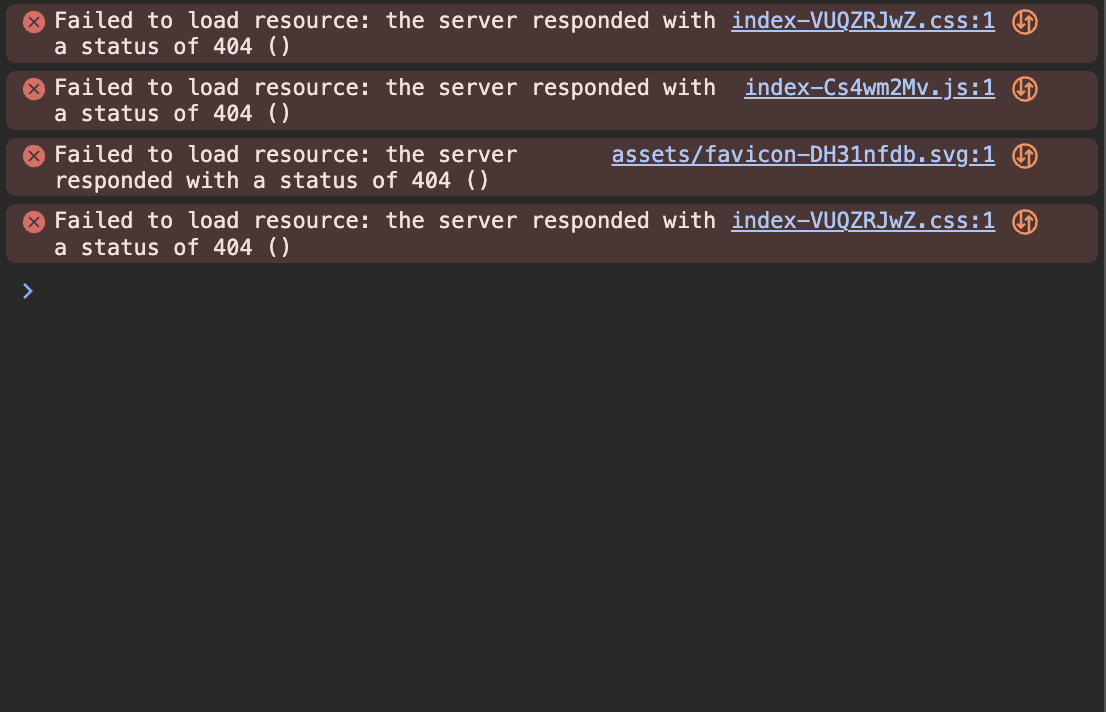 Failed to load resource: the server responded with index-VUQZRJwZ.css:1
a status of 404 ()
Failed to load resource: the server responded with index-Cs4wm2Mv.js:1
a status of 404 ()
Failed to load resource: the server assets/favicon-DH31nfdb.svg:1
responded with a status of 404 ()
Failed to load resource: the server responded with index-VUQZRJwZ.css:1
a status of 404 ()